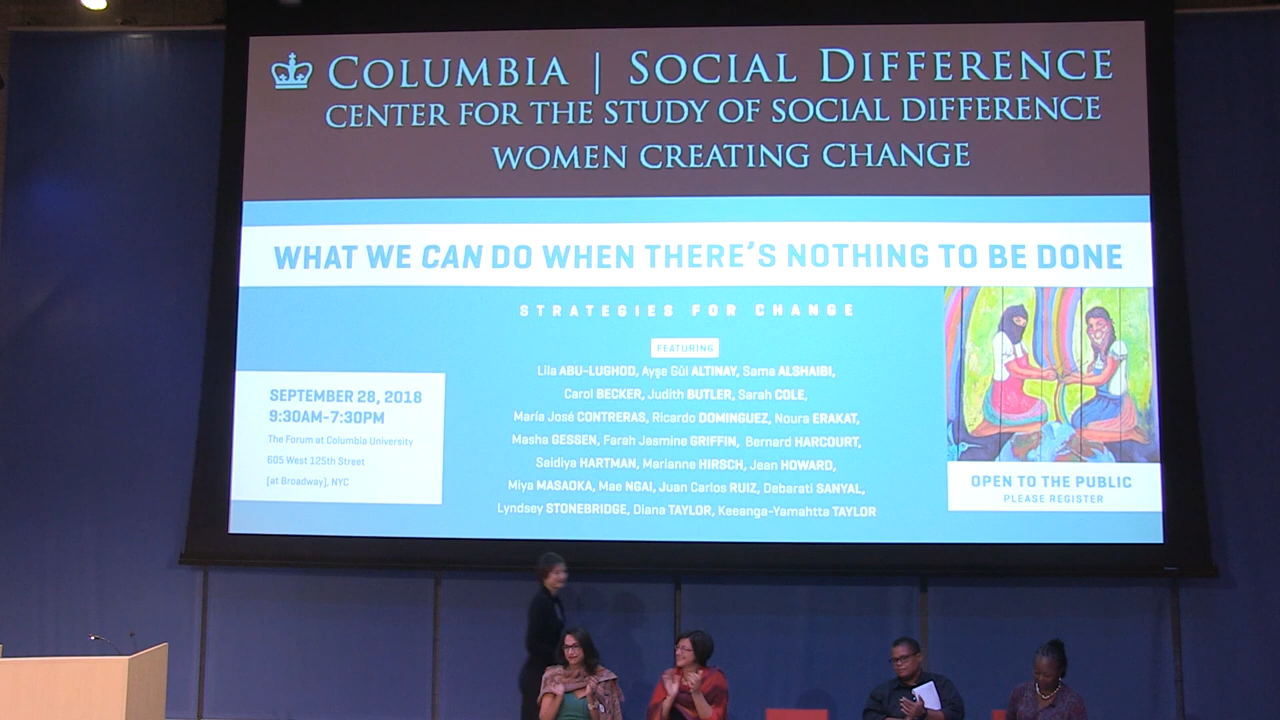 COLUMBIA | SOCIAL DIFFERENCE
CENTER FOR THE STUDY OF SOCIAL DIFFERENCE
WOMEN CREATING CHANGE
WHAT WE CAN DO WHEN THERE'S NOTHING TO BE DONE
STRATEGIES FOR CHANGE
FEATURING
Lila ABU-LUGHOD, Ayşe Gül ALTINAY, Sama ALSHAIBI,
Carol BECKER, Judith BUTLER, Sarah COLE,
María José CONTRERAS, Ricardo DOMINGUEZ, Noura ERAKAT,
Masha GESSEN, Farah Jasmine GRIFFIN, Bernard HARCOURT,
Saidiya HARTMAN, Marianne HIRSCH, Jean HOWARD,
Miya MASAOKA, Mae NGAI, Juan Carlos RUIZ, Debarati SANYAL,
Lyndsey STONEBRIDGE, Diana TAYLOR, Keeanga-Yamahtta TAYLOR
SEPTEMBER 28, 2018
9:30AM-7:30PM
The Forum at Columbia University
605 West 125th Street
[at Broadway], NYC
OPEN TO THE PUBLIC
PLEASE REGISTER